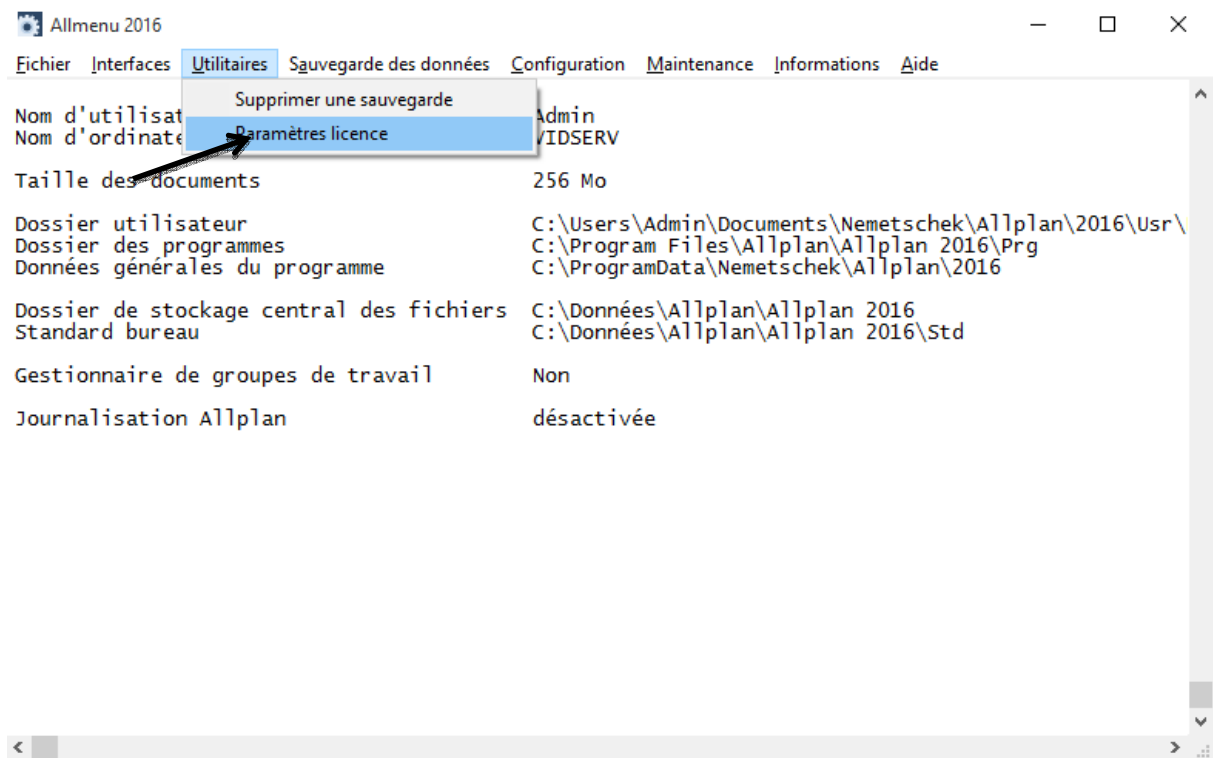 Allmenu 2016
Fichier Interfaces Utilitaires Sauvegarde des données Configuration Maintenance Informations Aide
Supprimer une sauvegarde
Paramètres licence
Nom d'utilisat Admin
Nom d'ordinate VIDSERV
Taille des documents 256 Mo
Dossier utilisateur C:\Users\Admin\Documents\Nemetschek\Allplan\2016\Usr\
Dossier des programmes C:\Program Files\Allplan\Allplan 2016\Prg
Données générales du programme C:\ProgramData\Nemetschek\Allplan\2016
Dossier de stockage central des fichiers C:\Données\Allplan\Allplan 2016
Standard bureau C:\Données\Allplan\Allplan 2016\Std
Gestionnaire de groupes de travail Non
Journalisation Allplan désactivée